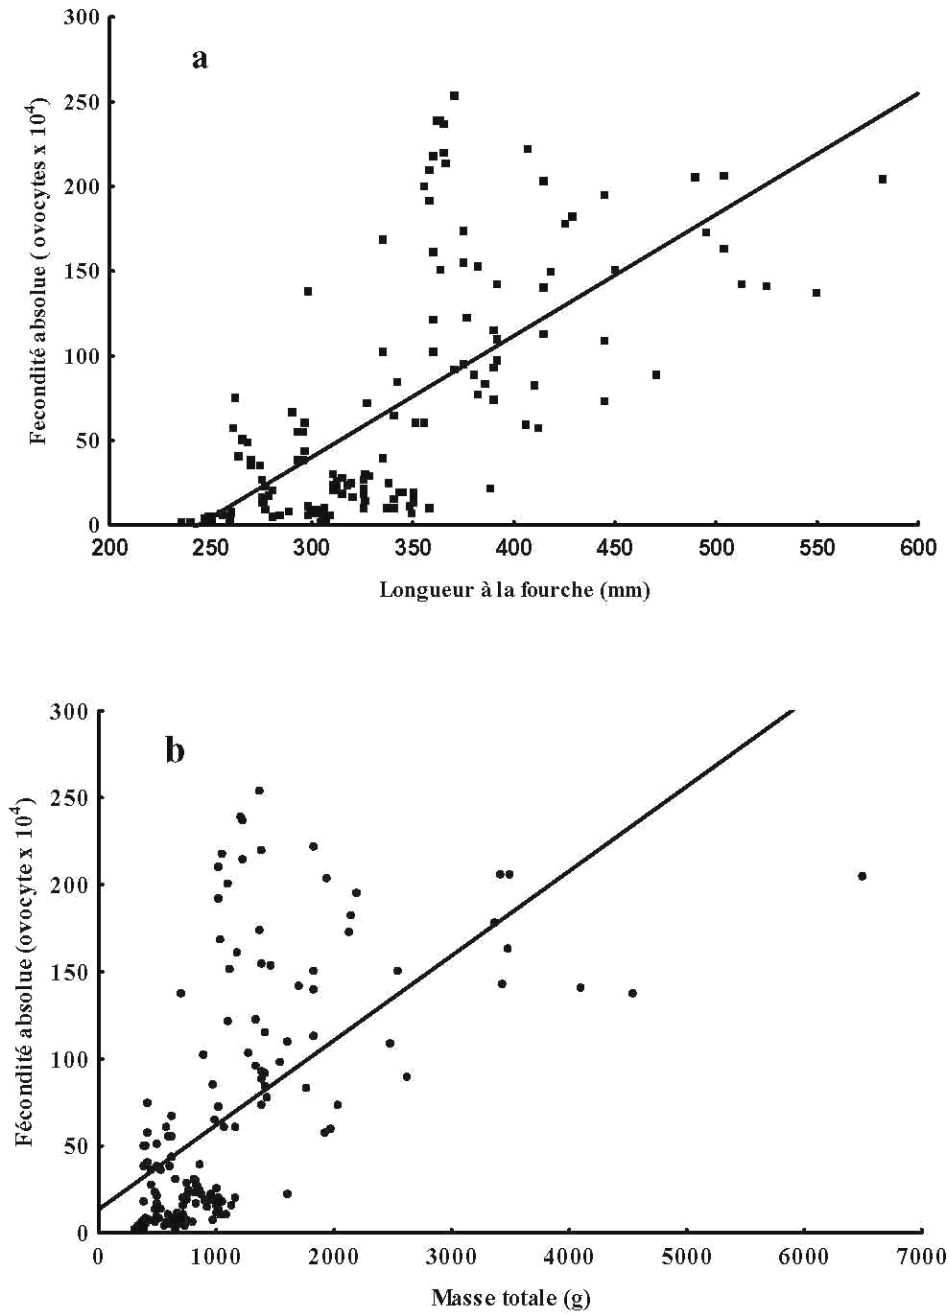 a
300
250
200
150
100
50
0
Fecondité absolue ( ovocytes x 10⁴)
200 250 300 350 400 450 500 550 600
Longueur à la fourche (mm)
b
300
250
200
150
100
50
0
Fécondité absolue (ovocyte x 10⁴)
0 1000 2000 3000 4000 5000 6000 7000
Masse totale (g)